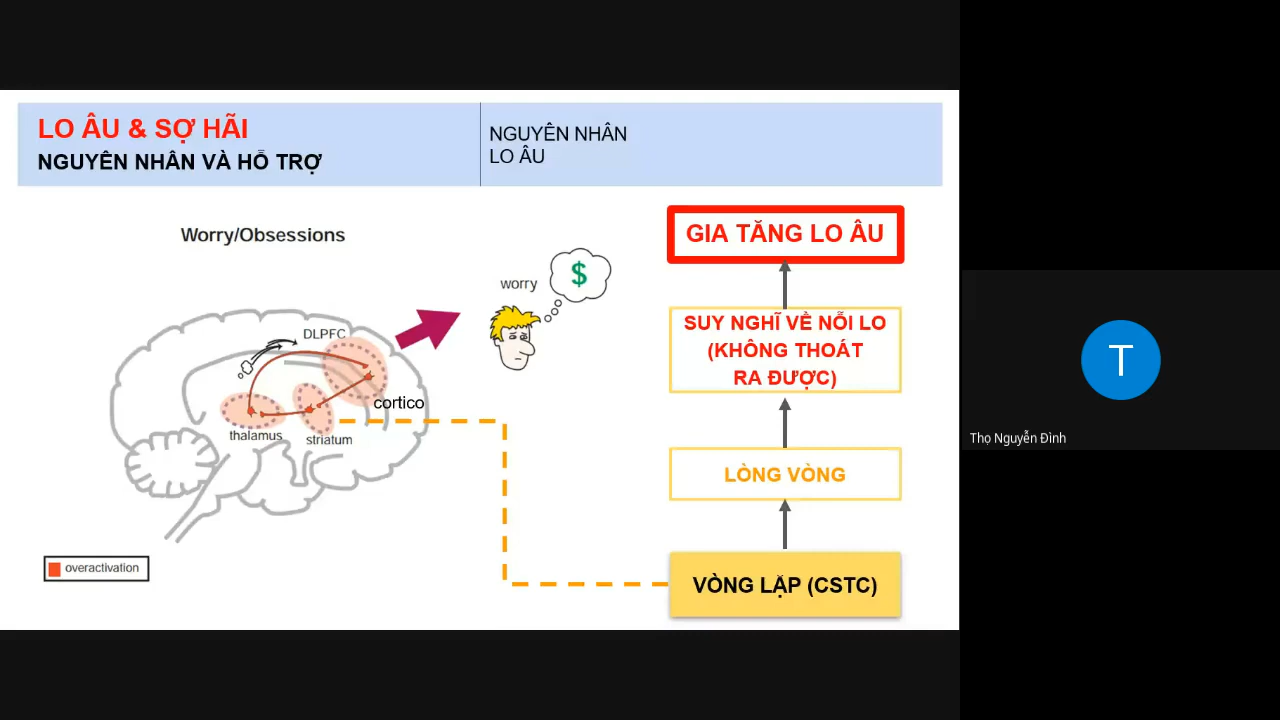 LO ÂU & SỢ HÃI
NGUYÊN NHÂN VÀ HỖ TRỢ
NGUYÊN NHÂN
LO ÂU
Worry/Obsessions
worry
$
DLPFC
cortico
thalamus
striatum
overactivation
GIA TĂNG LO ÂU
SUY NGHĨ VỀ NỖI LO
(KHÔNG THOÁT
RA ĐƯỢC)
LÒNG VÒNG
VÒNG LẶP (CSTC)
T
Thọ Nguyễn Đình